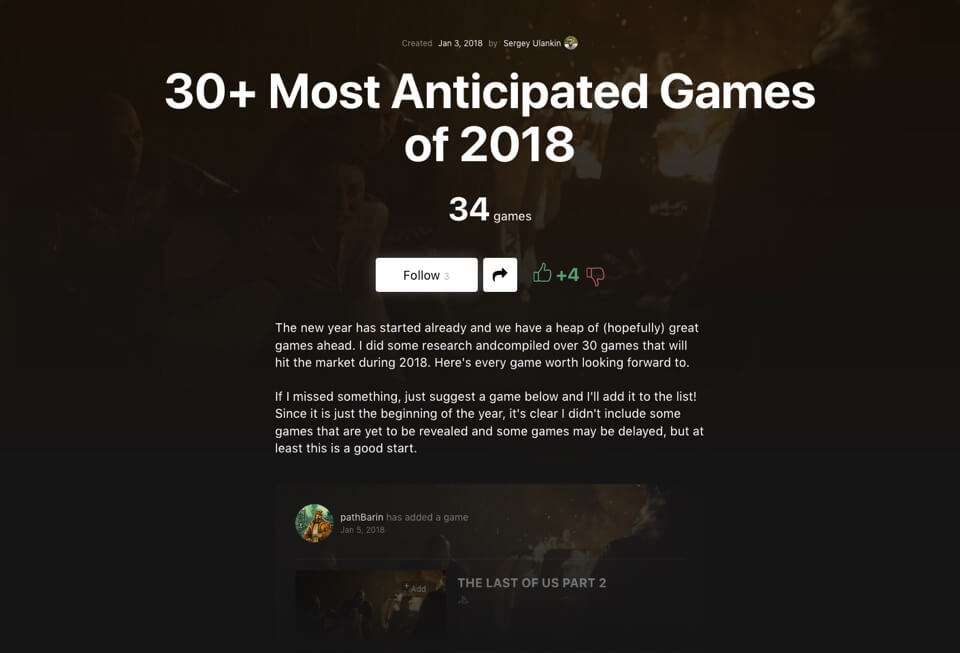 Created Jan 3, 2018 by Sergey Ulankin
30+ Most Anticipated Games
of 2018
34 games
Follow 3
+4
The new year has started already and we have a heap of (hopefully) great
games ahead. I did some research andcompiled over 30 games that will
hit the market during 2018. Here's every game worth looking forward to.
If I missed something, just suggest a game below and I'll add it to the list!
Since it is just the beginning of the year, it's clear I didn't include some
games that are yet to be revealed and some games may be delayed, but at
least this is a good start.
pathBarin has added a game
Jan 5, 2018
+ Add
THE LAST OF US PART 2